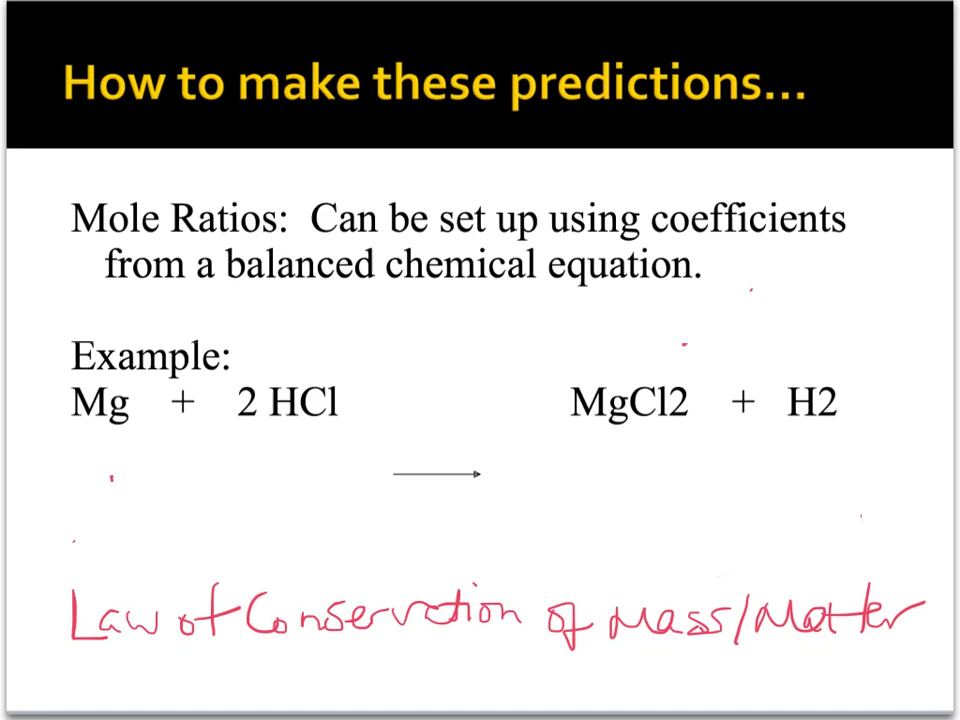 How to make these predictions...
Mole Ratios: Can be set up using coefficients
from a balanced chemical equation.
Example:
Mg + 2 HCl MgCl2 + H2
Law of Conservation of Mass/Matter